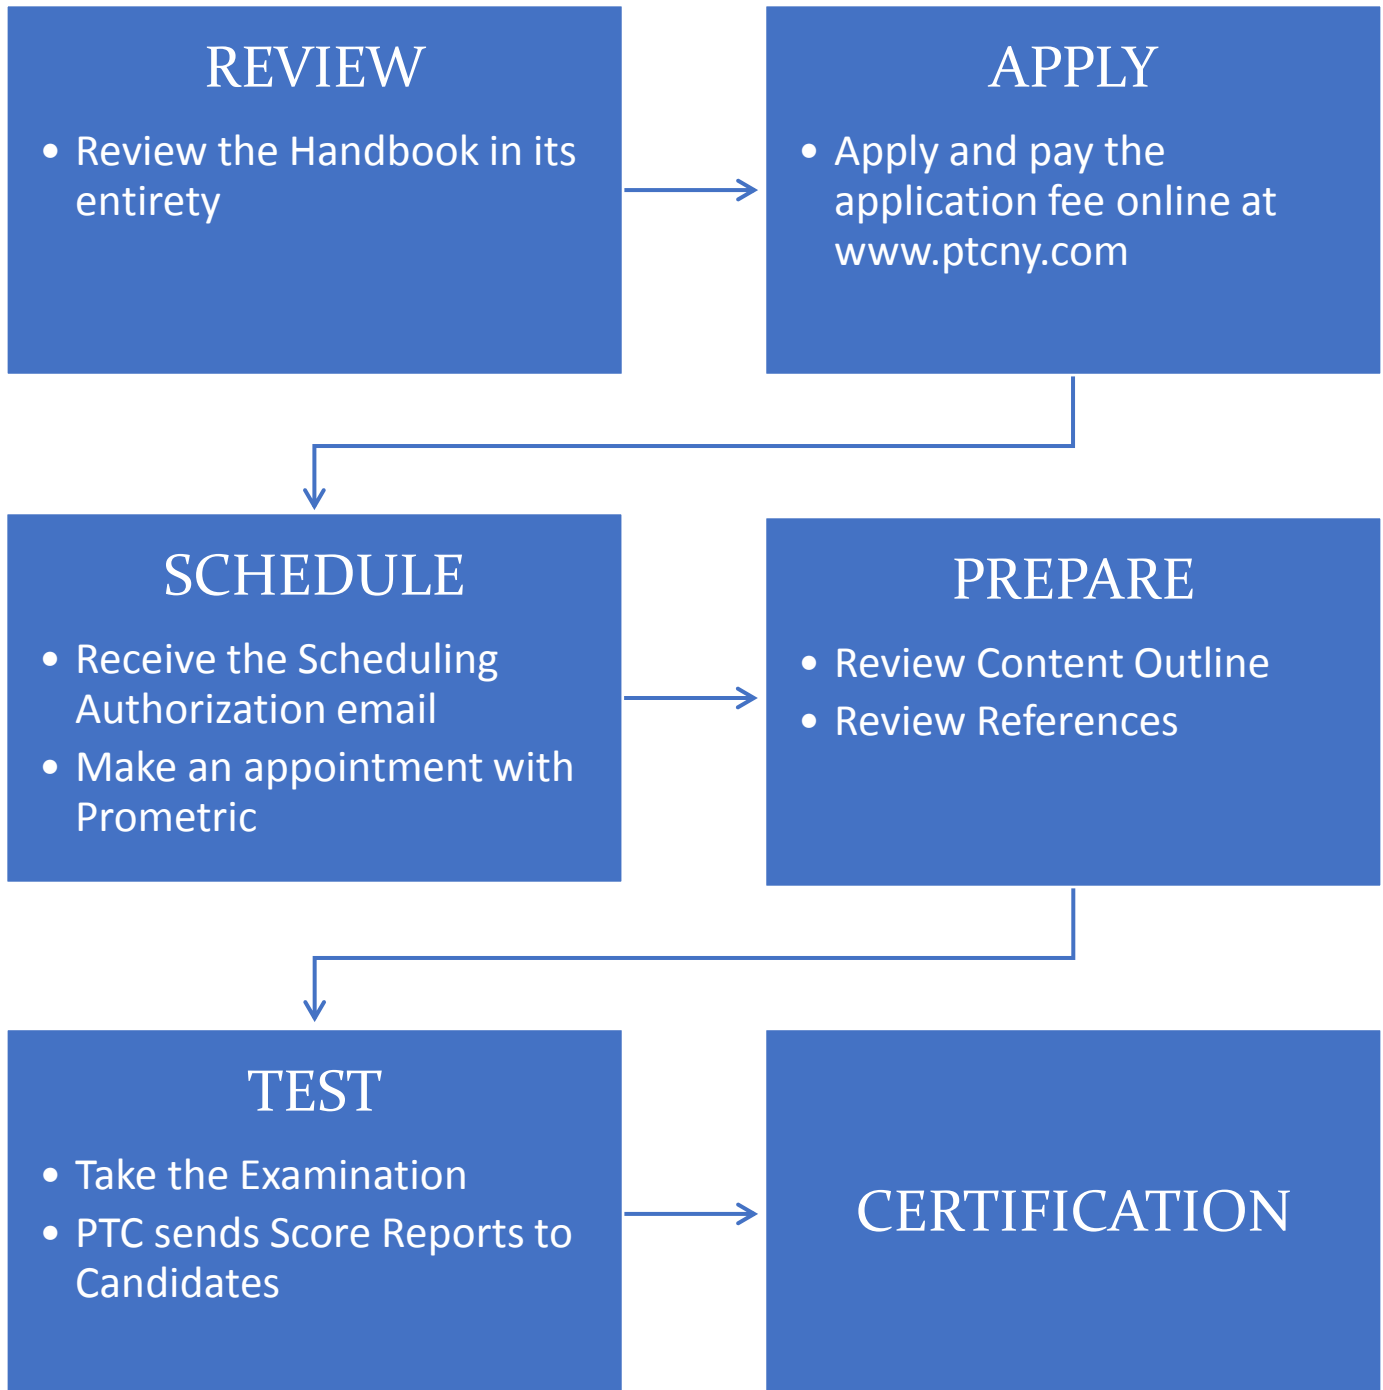 REVIEW
• Review the Handbook in its
entirety
APPLY
• Apply and pay the
application fee online at
www.ptcny.com
SCHEDULE
• Receive the Scheduling
Authorization email
• Make an appointment with
Prometric
PREPARE
• Review Content Outline
• Review References
TEST
• Take the Examination
• PTC sends Score Reports to
Candidates
CERTIFICATION